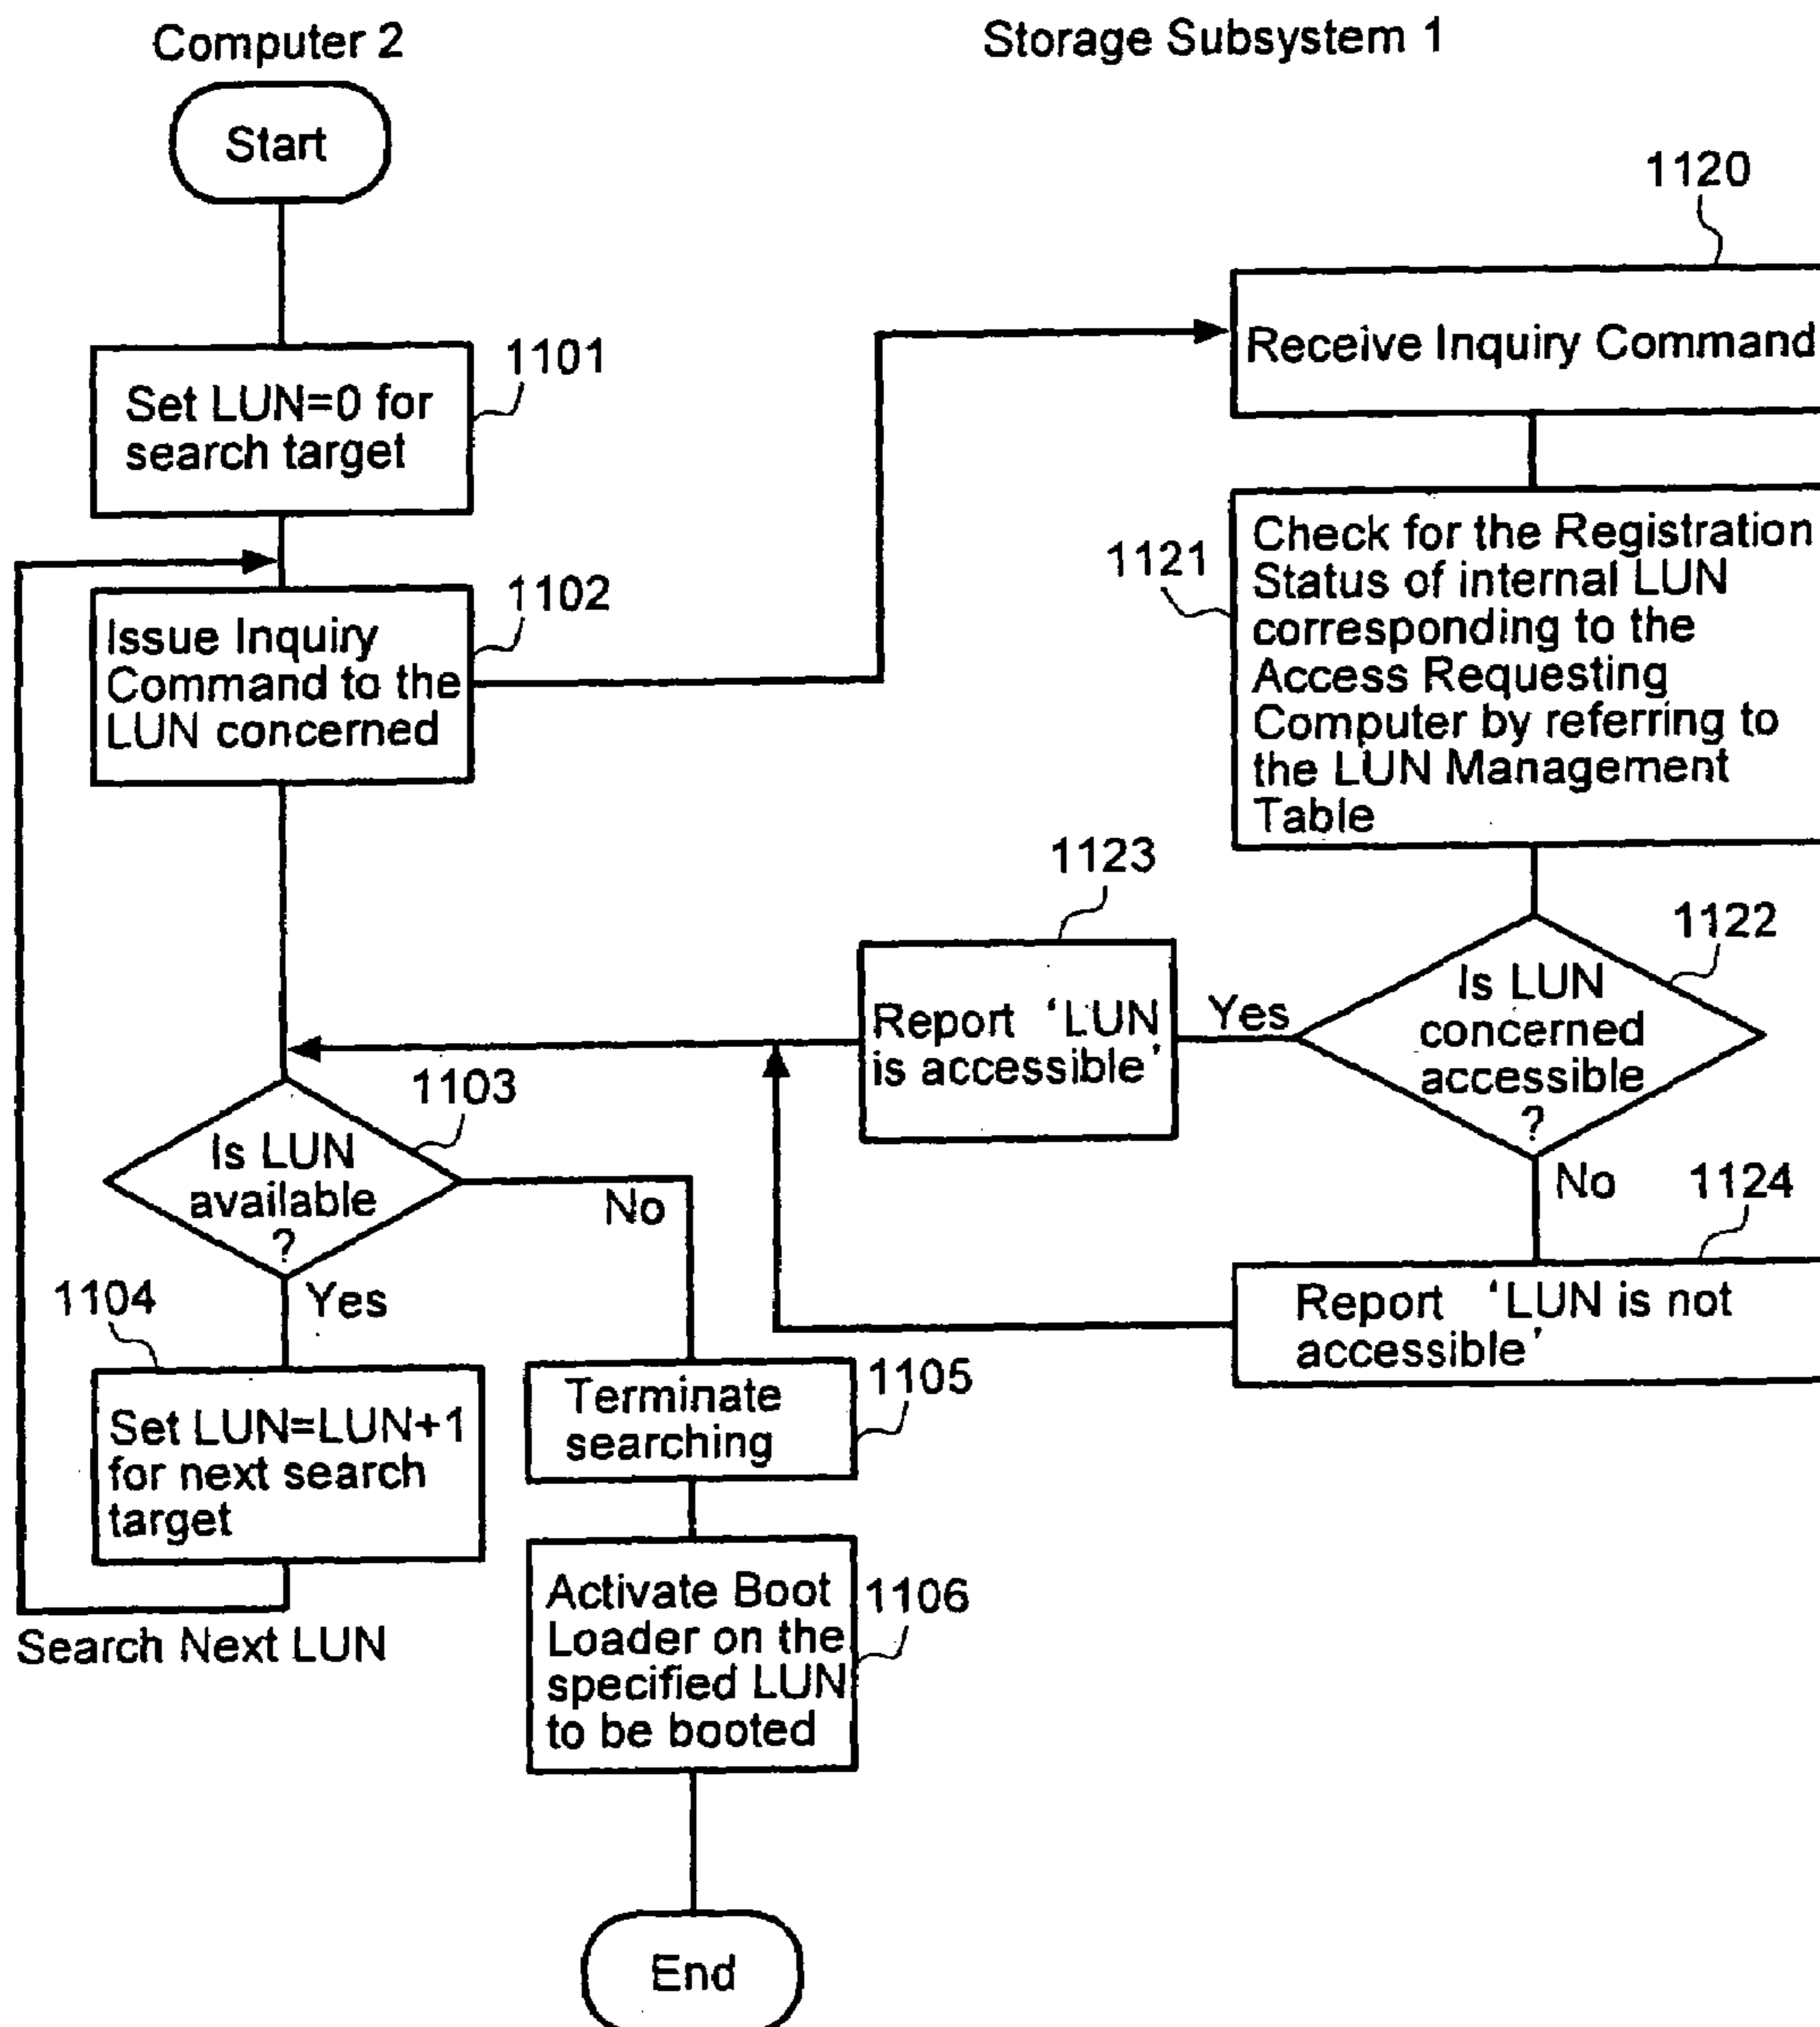 Computer 2
Storage Subsystem 1
Start
1120
Receive Inquiry Command
1101
Set LUN=0 for
search target
1121
Check for the Registration
Status of internal LUN
corresponding to the
Access Requesting
Computer by referring to
the LUN Management
Table
1102
Issue Inquiry
Command to the
LUN concerned
1123
Report ‘LUN
is accessible’
Yes
1122
Is LUN
concerned
accessible
?
No
1103
Is LUN
available
?
No
Yes
1124
Report ‘LUN is not
accessible’
1104
Set LUN=LUN+1
for next search
target
Search Next LUN
1105
Terminate
searching
1106
Activate Boot
Loader on the
specified LUN
to be booted
End